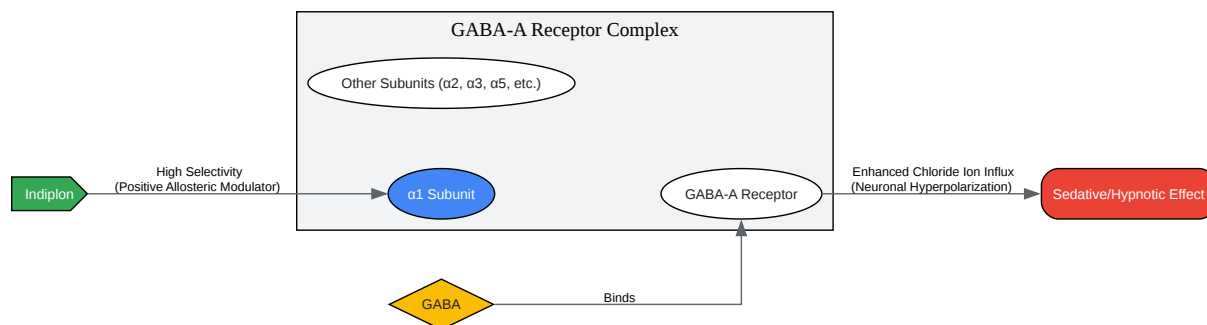 GABA-A Receptor Complex
Other Subunits (α2, α3, α5, etc.)
Indiplon
High Selectivity
(Positive Allosteric Modulator)
α1 Subunit
GABA-A Receptor
Enhanced Chloride Ion Influx
(Neuronal Hyperpolarization)
Sedative/Hypnotic Effect
GABA
Binds